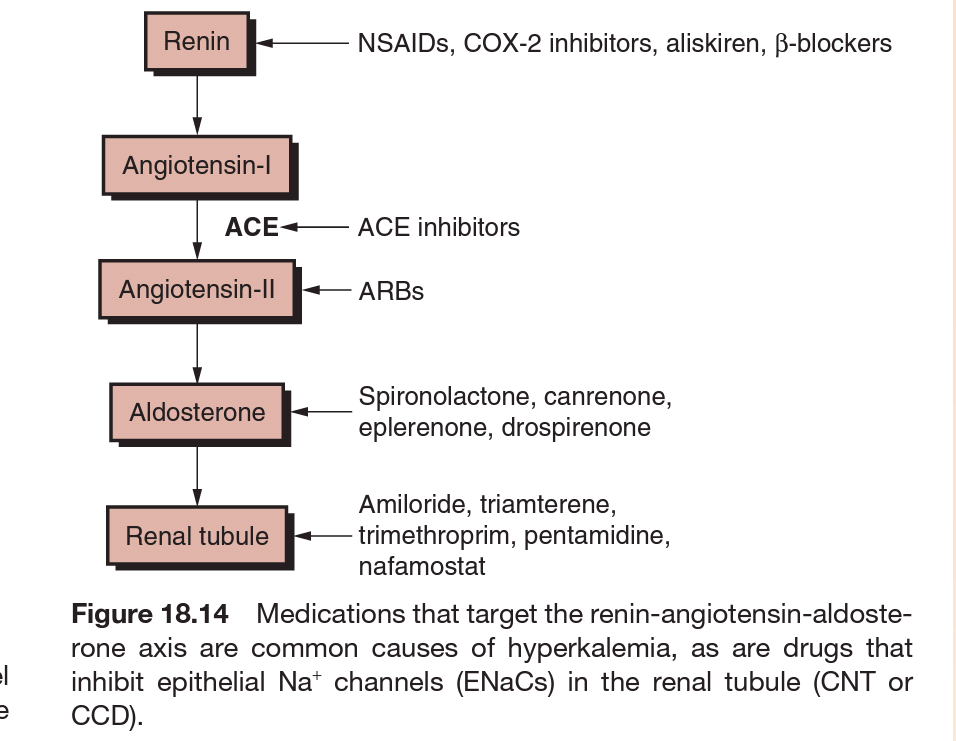 Renin
NSAIDs, COX-2 inhibitors, aliskiren, β-blockers
Angiotensin-I
ACE
ACE inhibitors
Angiotensin-II
ARBs
Aldosterone
Spironolactone, canrenone,
eplerenone, drospirenone
Renal tubule
Amiloride, triamterene,
trimethroprim, pentamidine,
nafamostat
Figure 18.14 Medications that target the renin-angiotensin-aldoste-
rone axis are common causes of hyperkalemia, as are drugs that
inhibit epithelial Na⁺ channels (ENaCs) in the renal tubule (CNT or
CCD).